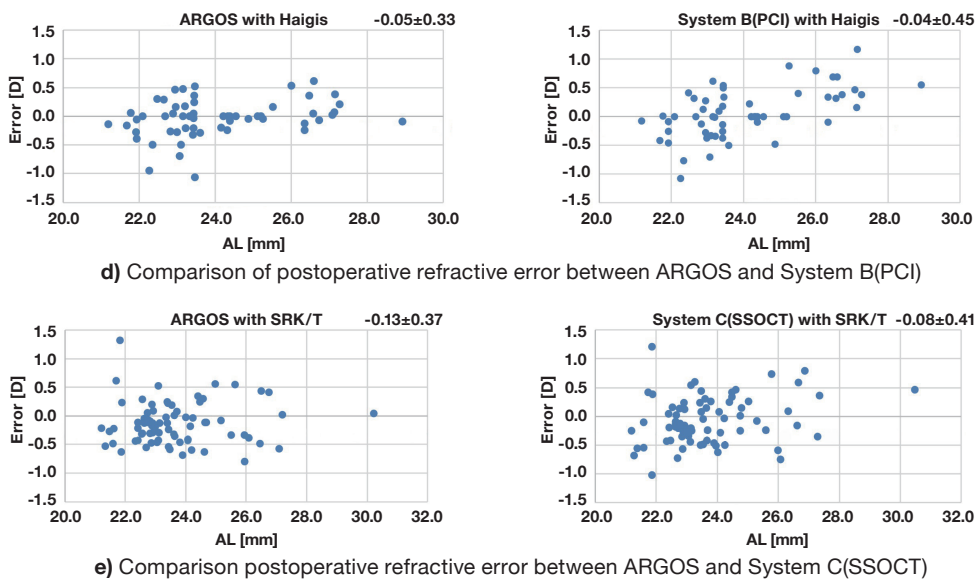 ARGOS with Haigis -0.05±0.33
1.5
1.0
0.5
0.0
-0.5
-1.0
-1.5
Error [D]
20.0 22.0 24.0 26.0 28.0 30.0
AL [mm]
System B(PCI) with Haigis -0.04±0.45
1.5
1.0
0.5
0.0
-0.5
-1.0
-1.5
Error [D]
20.0 22.0 24.0 26.0 28.0 30.0
AL [mm]
d) Comparison of postoperative refractive error between ARGOS and System B(PCI)
ARGOS with SRK/T -0.13±0.37
1.5
1.0
0.5
0.0
-0.5
-1.0
-1.5
Error [D]
20.0 22.0 24.0 26.0 28.0 30.0 32.0
AL [mm]
System C(SSOCT) with SRK/T -0.08±0.41
1.5
1.0
0.5
0.0
-0.5
-1.0
-1.5
Error [D]
20.0 22.0 24.0 26.0 28.0 30.0 32.0
AL [mm]
e) Comparison postoperative refractive error between ARGOS and System C(SSOCT)